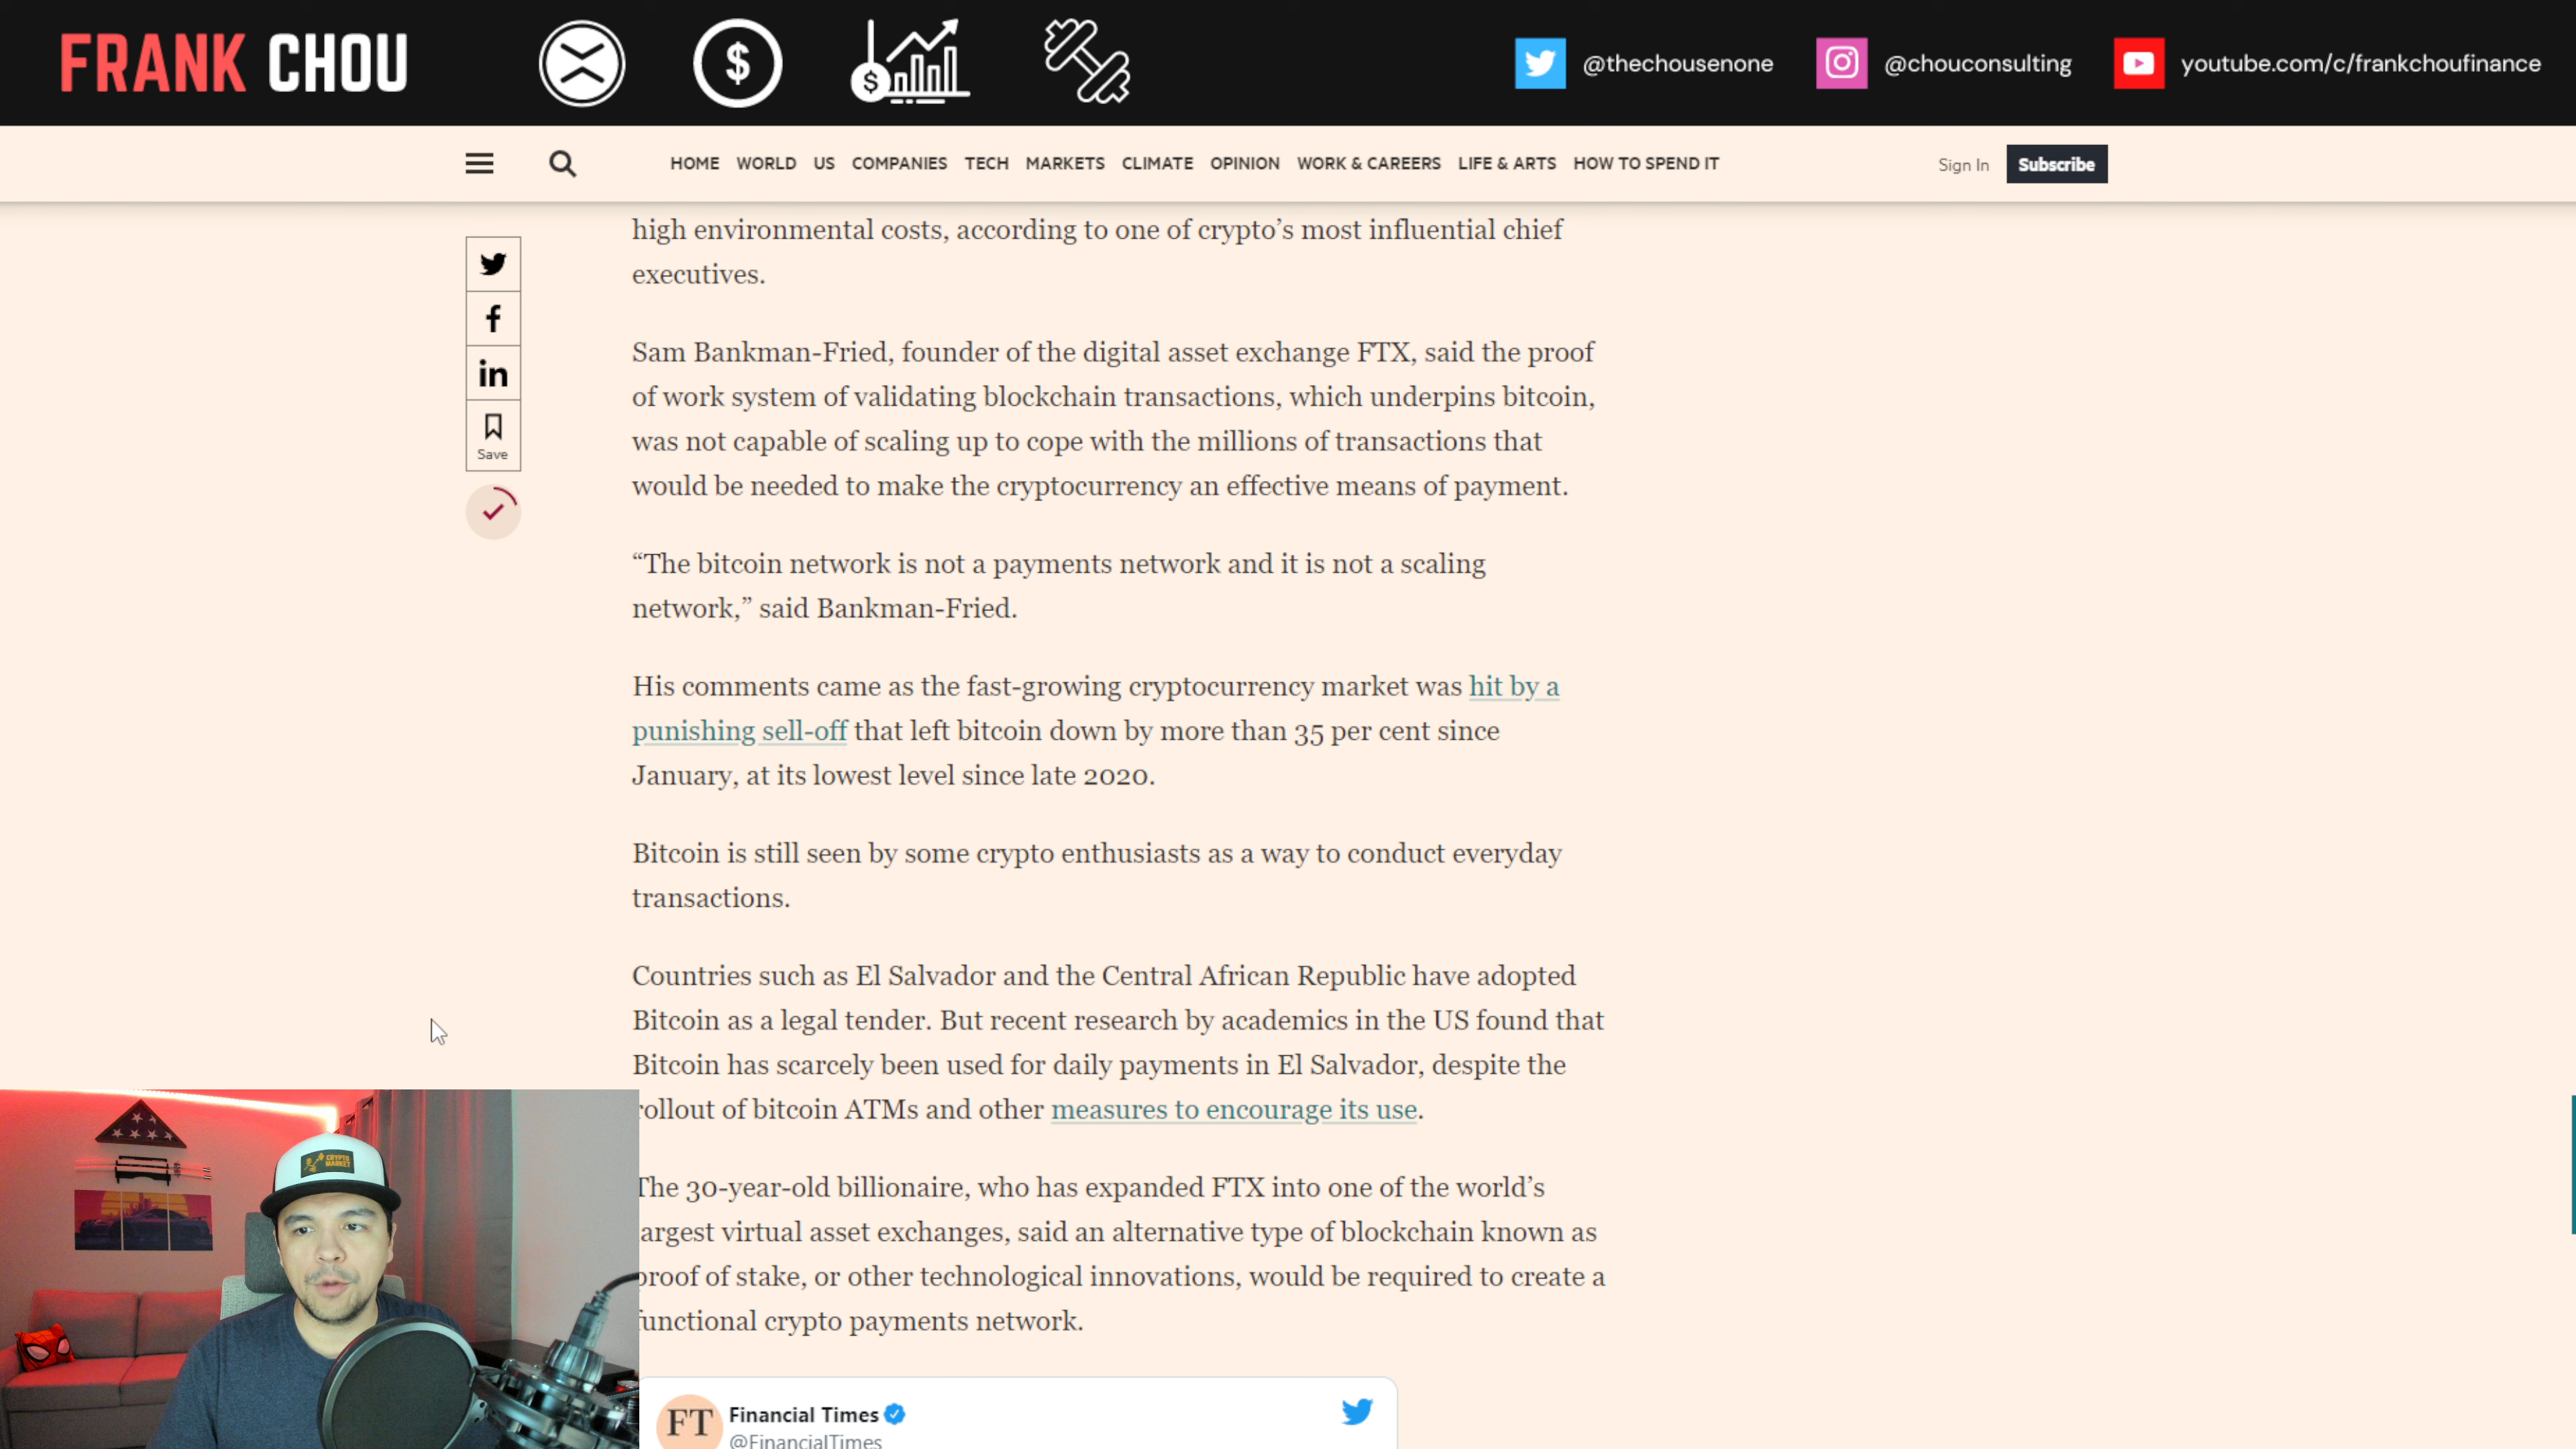 FRANK CHOU
@thechousenone
@chouconsulting
youtube.com/c/frankchoufinance
HOME WORLD US COMPANIES TECH MARKETS CLIMATE OPINION WORK & CAREERS LIFE & ARTS HOW TO SPEND IT
Sign In
Subscribe
Save
high environmental costs, according to one of crypto’s most influential chief
executives.
Sam Bankman-Fried, founder of the digital asset exchange FTX, said the proof
of work system of validating blockchain transactions, which underpins bitcoin,
was not capable of scaling up to cope with the millions of transactions that
would be needed to make the cryptocurrency an effective means of payment.
“The bitcoin network is not a payments network and it is not a scaling
network,” said Bankman-Fried.
His comments came as the fast-growing cryptocurrency market was hit by a
punishing sell-off that left bitcoin down by more than 35 per cent since
January, at its lowest level since late 2020.
Bitcoin is still seen by some crypto enthusiasts as a way to conduct everyday
transactions.
Countries such as El Salvador and the Central African Republic have adopted
Bitcoin as a legal tender. But recent research by academics in the US found that
Bitcoin has scarcely been used for daily payments in El Salvador, despite the
rollout of bitcoin ATMs and other measures to encourage its use.
The 30-year-old billionaire, who has expanded FTX into one of the world’s
largest virtual asset exchanges, said an alternative type of blockchain known as
proof of stake, or other technological innovations, would be required to create a
functional crypto payments network.
FT
Financial Times
@FinancialTimes
CRYPTO
MARKET